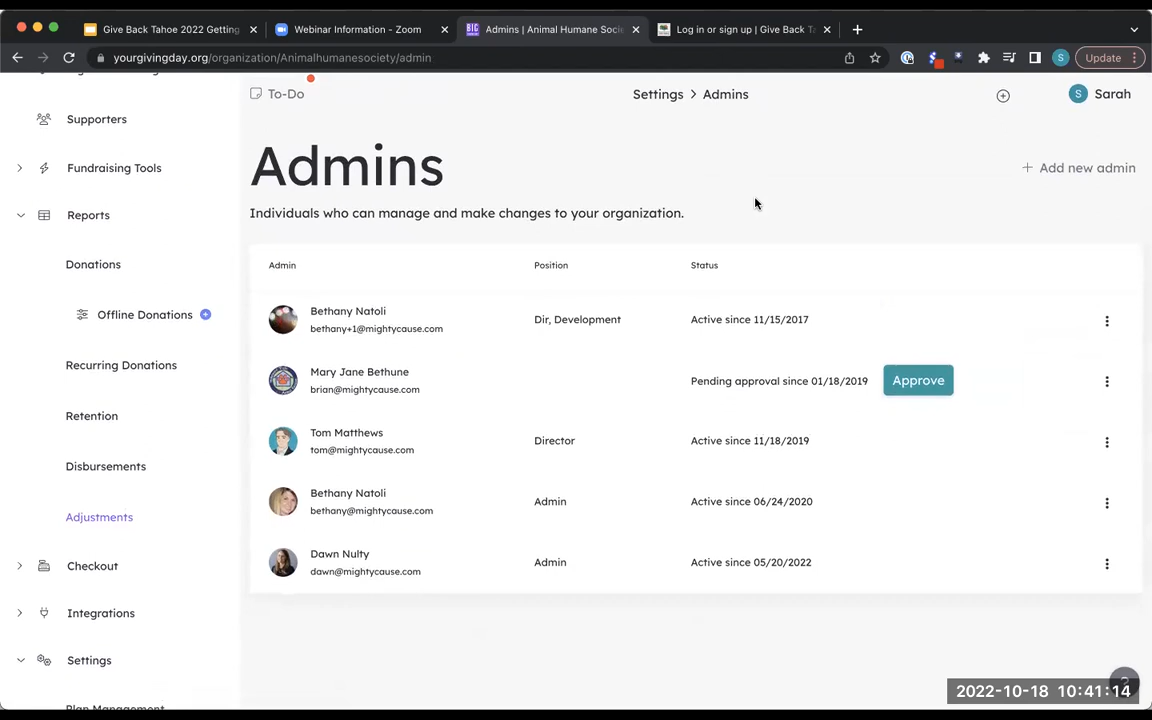 Give Back Tahoe 2022 Getting
Webinar Information - Zoom
Admins | Animal Humane Socie
Log in or sign up | Give Back T
yourgivingday.org/organization/Animalhumanesociety/admin
Update
To-Do
Settings > Admins
Sarah
Supporters
Fundraising Tools
Reports
Donations
Offline Donations
Recurring Donations
Retention
Disbursements
Adjustments
Checkout
Integrations
Settings
Plan Management
Admins
+ Add new admin
Individuals who can manage and make changes to your organization.
Admin Position Status
Bethany Natoli
bethany+1@mightycause.com
Dir, Development
Active since 11/15/2017
Mary Jane Bethune
brian@mightycause.com
Pending approval since 01/18/2019
Approve
Tom Matthews
tom@mightycause.com
Director
Active since 11/18/2019
Bethany Natoli
bethany@mightycause.com
Admin
Active since 06/24/2020
Dawn Nulty
dawn@mightycause.com
Admin
Active since 05/20/2022
2022-10-18 10:41:14